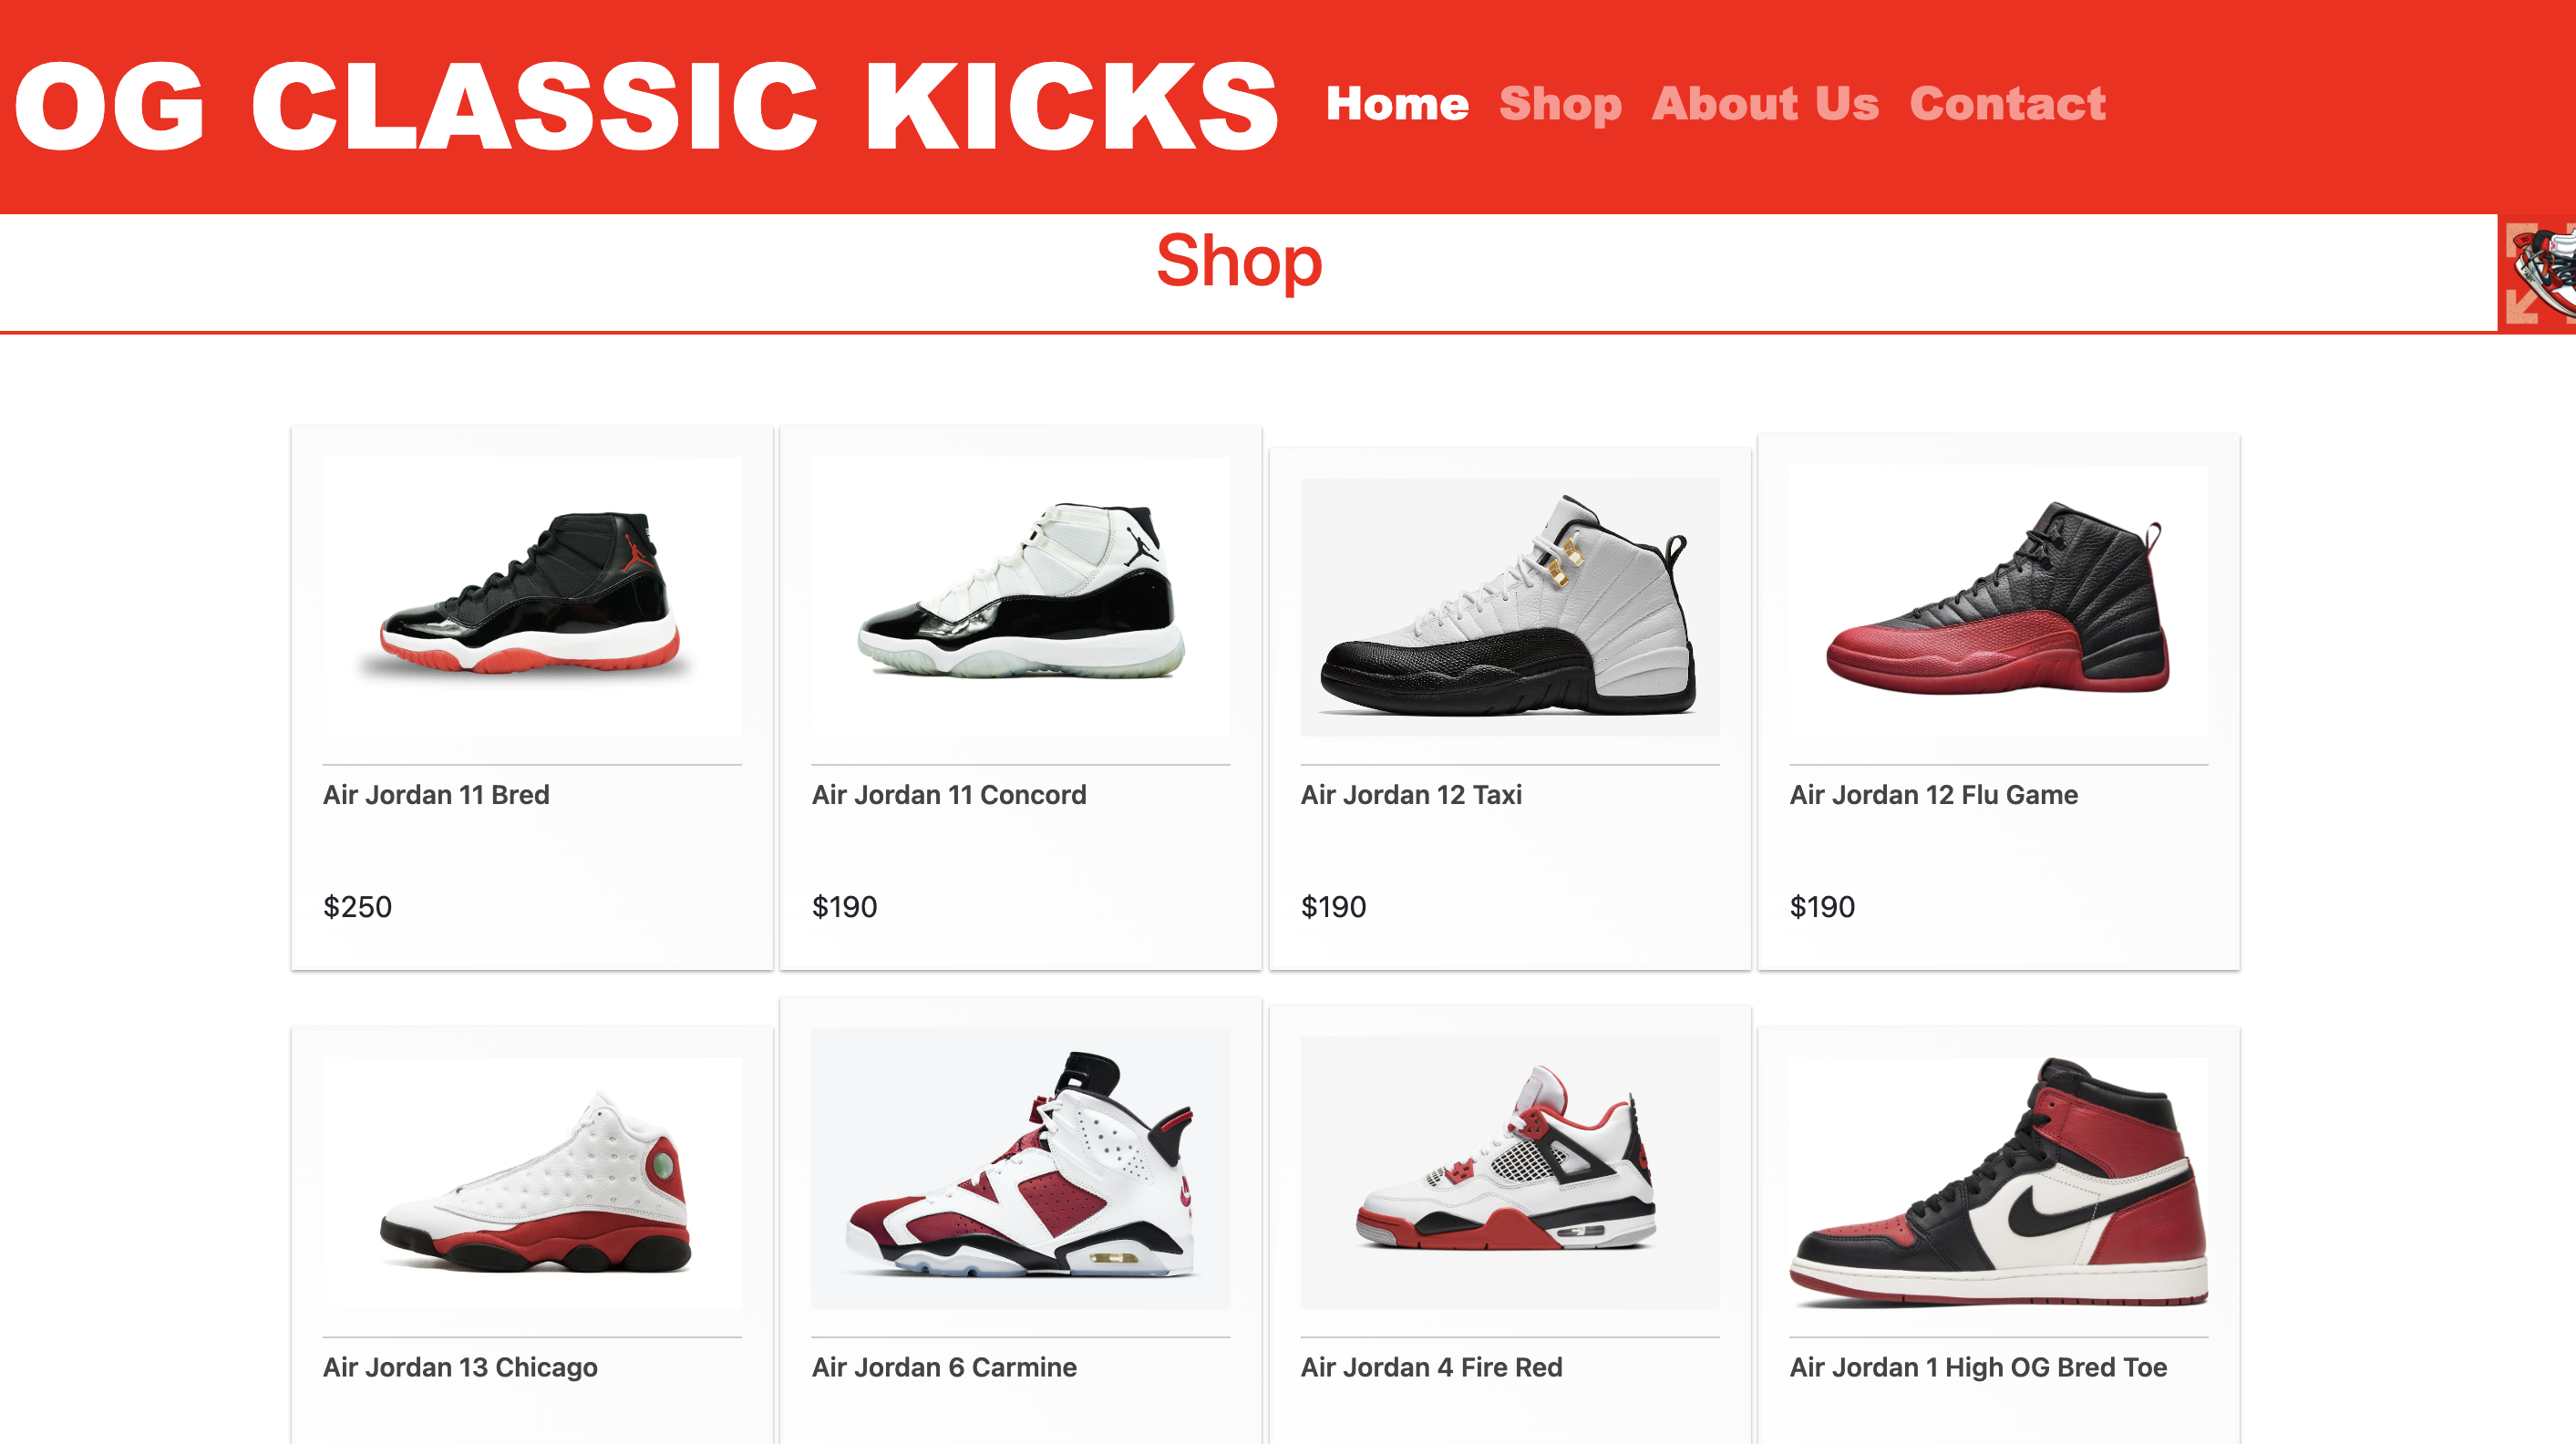 OG CLASSIC KICKS Home Shop About Us Contact
Shop
Air Jordan 11 Bred
$250
Air Jordan 11 Concord
$190
Air Jordan 12 Taxi
$190
Air Jordan 12 Flu Game
$190
Air Jordan 13 Chicago
Air Jordan 6 Carmine
Air Jordan 4 Fire Red
Air Jordan 1 High OG Bred Toe